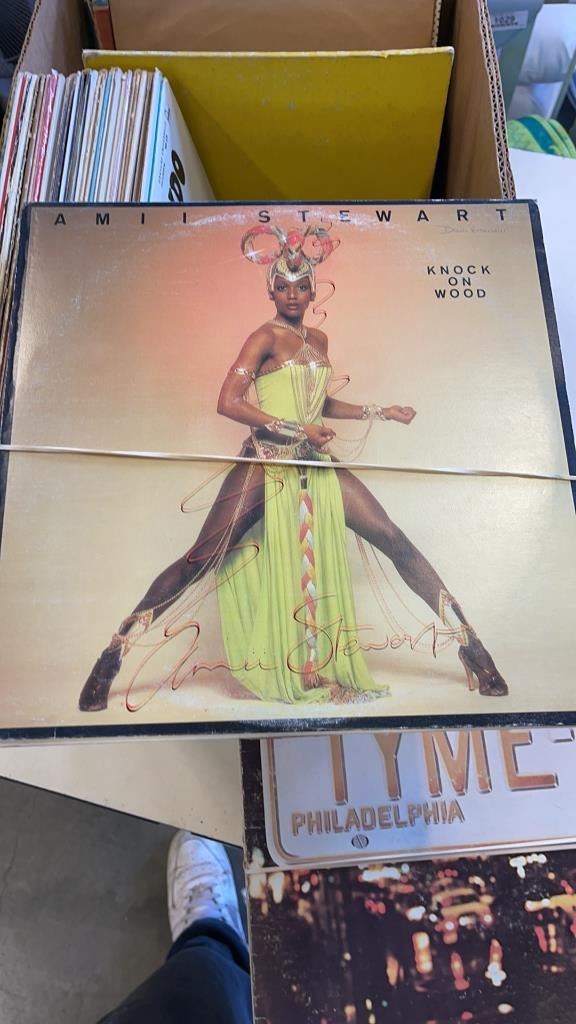 AMII STEWART
KNOCK
ON
WOOD
Amii Stewart
TYME-
PHILADELPHIA